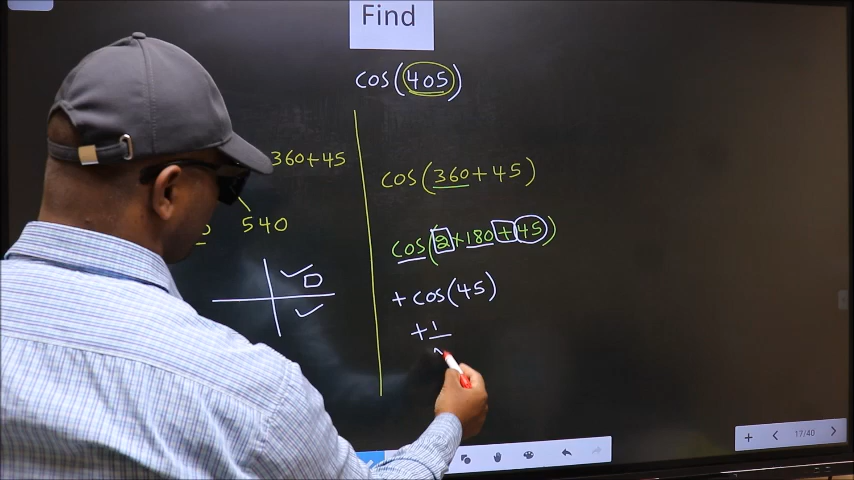 Find
cos(405)
360+45
540
cos(360+45)
cos(2×180+45)
+cos(45)
+1
17/40